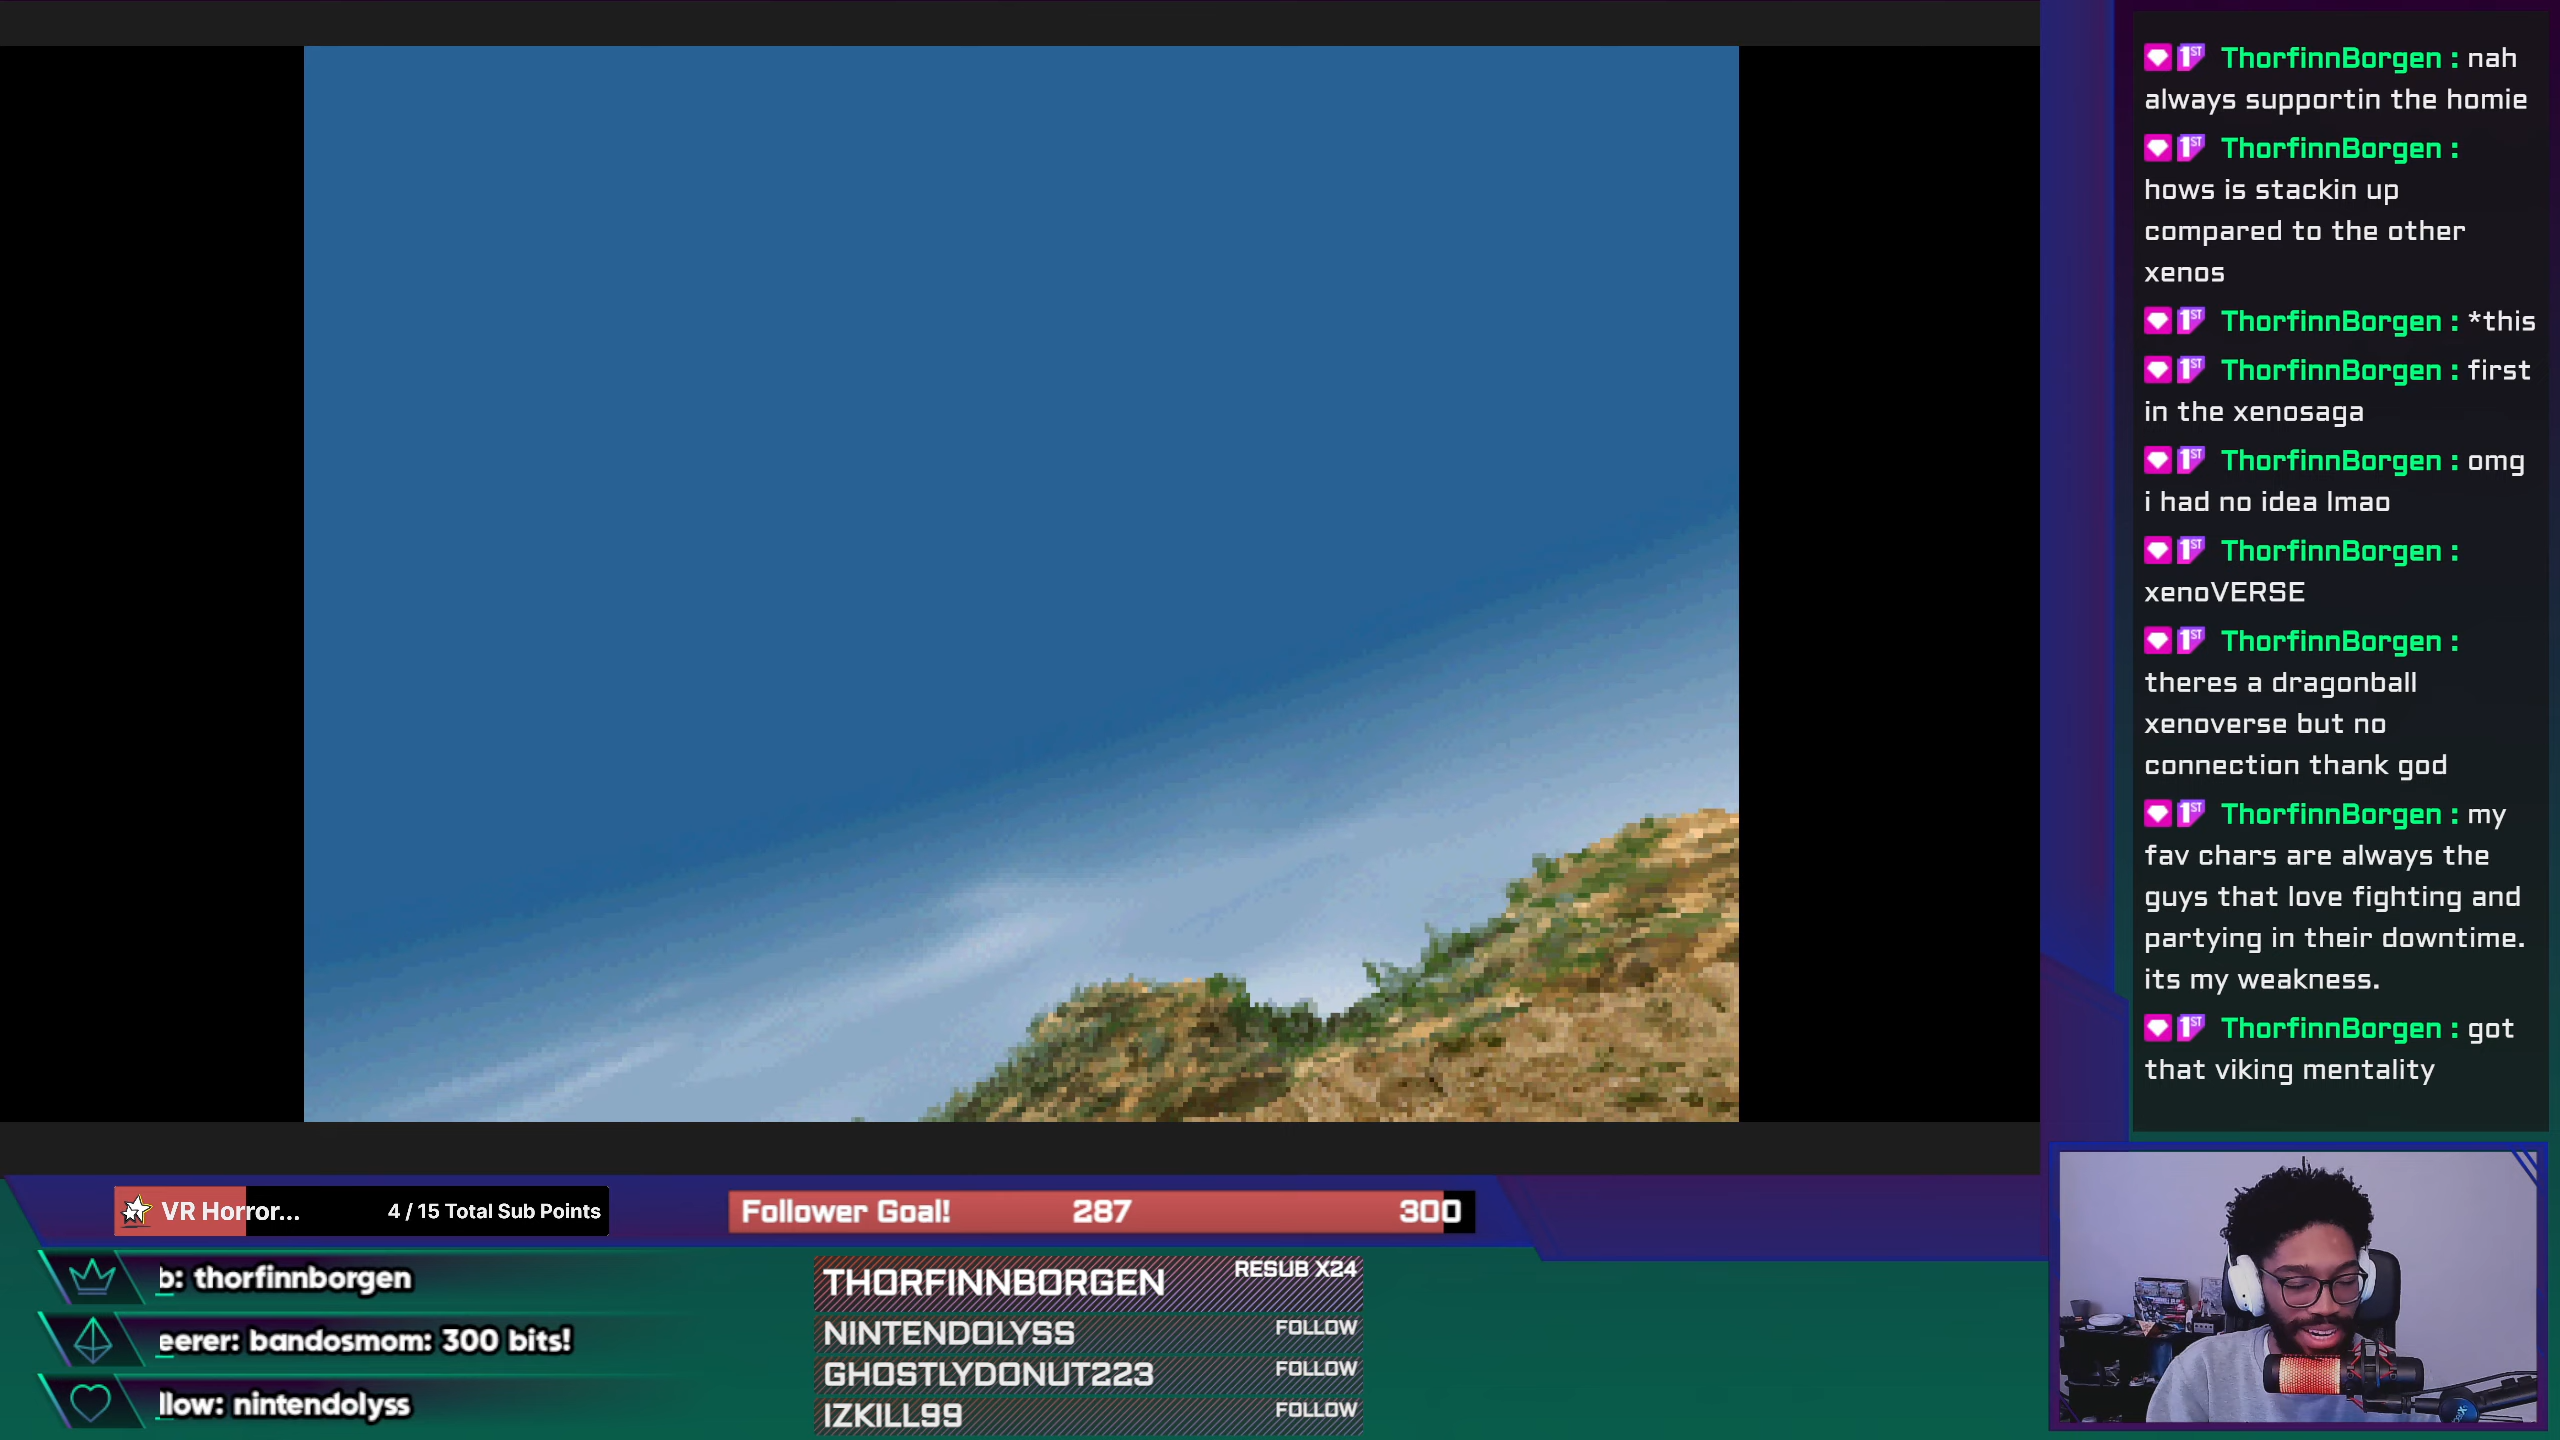 ThorfinnBorgen : nah
always supportin the homie
ThorfinnBorgen :
hows is stackin up
compared to the other
xenos
ThorfinnBorgen : *this
ThorfinnBorgen : first
in the xenosaga
ThorfinnBorgen : omg
i had no idea lmao
ThorfinnBorgen :
xenoVERSE
ThorfinnBorgen :
theres a dragonball
xenoverse but no
connection thank god
ThorfinnBorgen : my
fav chars are always the
guys that love fighting and
partying in their downtime.
its my weakness.
ThorfinnBorgen : got
that viking mentality
VR Horror... 4 / 15 Total Sub Points
Follower Goal! 287 300
b: thorfinnborgen
eerer: bandosmom: 300 bits!
llow: nintendolyss
THORFINNBORGEN RESUB X24
NINTENDOLYSS FOLLOW
GHOSTLYDONUT223 FOLLOW
IZKILL99 FOLLOW